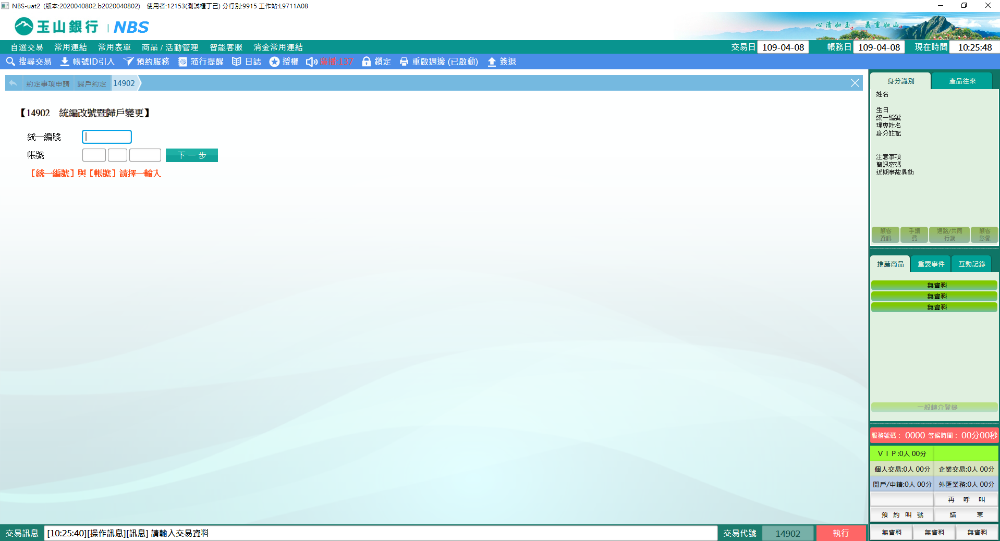 NBS-uat2 (版本:2020040802.b2020040802) 使用者:12153(測試櫃丁己) 分行別:9915 工作站:L9711A08
玉山銀行 | NBS
心清如玉。義重如山。
自選交易 常用連結 常用表單 商品 / 活動管理 智能客服 消金常用連結 交易日 109-04-08 帳務日 109-04-08 現在時間 10:25:48
搜尋交易 帳號ID引入 預約服務 蒞行提醒 日誌 授權 廣播:137 鎖定 重啟週邊 (已啟動) 簽退
約定事項申請 歸戶約定 14902
【14902 統編改號暨歸戶變更】
統一編號
帳號 下一步
【統一編號】與【帳號】請擇一輸入
身分識別 產品往來
姓名
生日
統一編號
理專姓名
身分註記
注意事項
簡訊密碼
近期事故異動
顧客資訊 手續費 通路/共同行銷 顧客影像
推薦商品 重要事件 互動記錄
無資料
無資料
無資料
一般轉介登錄
服務號碼： 0000 等候時間： 00分00秒
ＶＩＰ:0人 00分
個人交易:0人 00分 企業交易:0人 00分
開戶/申請:0人 00分 外匯業務:0人 00分
再 呼 叫
預 約 叫 號 結 束
無資料 無資料 無資料
交易訊息 [10:25:40][操作訊息][訊息] 請輸入交易資料 交易代號 14902 執行